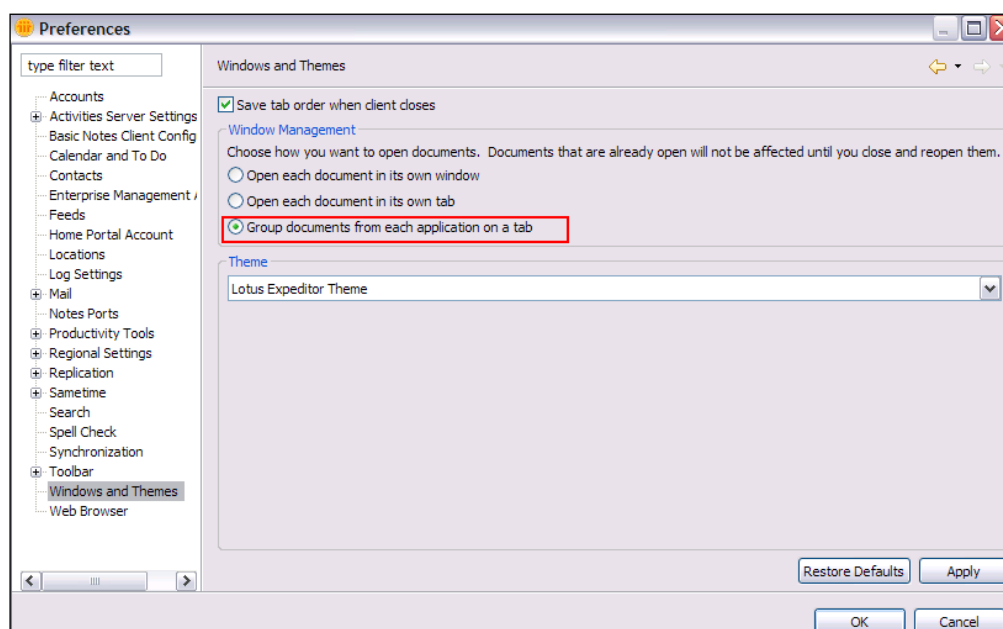 Preferences
type filter text
Windows and Themes
Accounts
Activities Server Settings
Basic Notes Client Config
Calendar and To Do
Contacts
Enterprise Management
Feeds
Home Portal Account
Locations
Log Settings
Mail
Notes Ports
Productivity Tools
Regional Settings
Replication
Sametime
Search
Spell Check
Synchronization
Toolbar
Windows and Themes
Web Browser
Save tab order when client closes
Window Management
Choose how you want to open documents. Documents that are already open will not be affected until you close and reopen them.
Open each document in its own window
Open each document in its own tab
Group documents from each application on a tab
Theme
Lotus Expeditor Theme
Restore Defaults
Apply
OK
Cancel